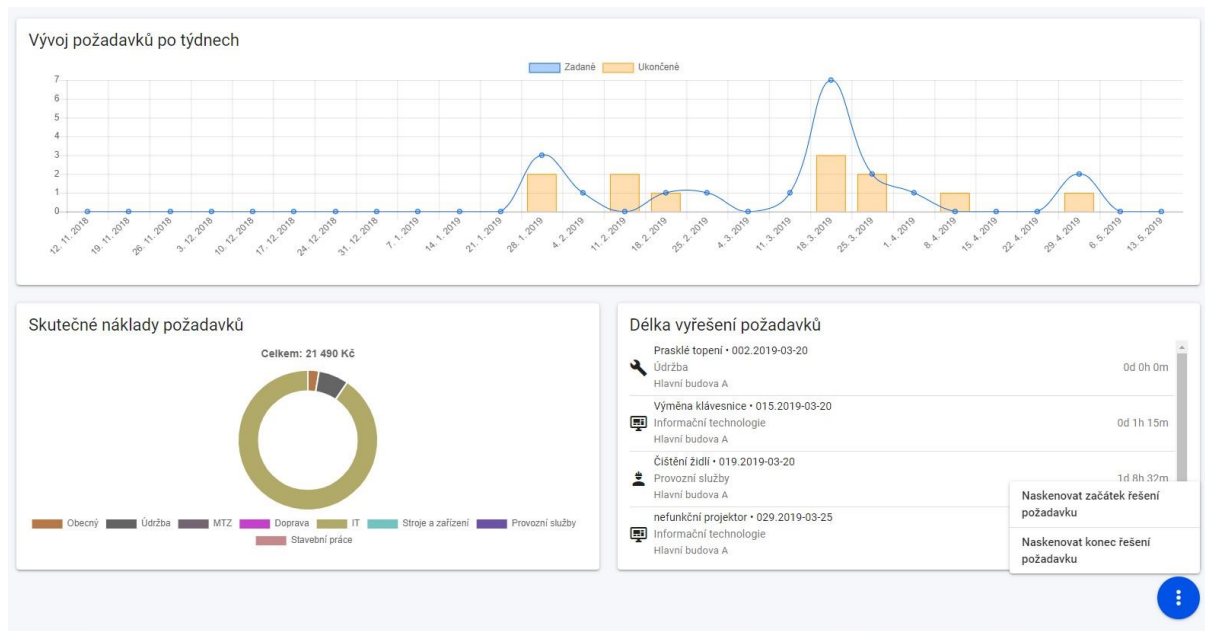 Vývoj požadavků po týdnech
Zadané Ukončené
7
6
5
4
3
2
1
0
12. 11. 2018 19. 11. 2018 26. 11. 2018 3. 12. 2018 10. 12. 2018 17. 12. 2018 24. 12. 2018 31. 12. 2018 7. 1. 2019 14. 1. 2019 21. 1. 2019 28. 1. 2019 4. 2. 2019 11. 2. 2019 18. 2. 2019 25. 2. 2019 4. 3. 2019 11. 3. 2019 18. 3. 2019 25. 3. 2019 1. 4. 2019 8. 4. 2019 15. 4. 2019 22. 4. 2019 29. 4. 2019 6. 5. 2019 13. 5. 2019
Skutečné náklady požadavků
Celkem: 21 490 Kč
Obecný Údržba MTZ Doprava IT Stroje a zařízení Provozní služby
Stavební práce
Délka vyřešení požadavků
Prasklé topení • 002.2019-03-20
Údržba 0d 0h 0m
Hlavní budova A
Výměna klávesnice • 015.2019-03-20
Informační technologie 0d 1h 15m
Hlavní budova A
Čištění židlí • 019.2019-03-20
Provozní služby 1d 8h 32m
Hlavní budova A
nefunkční projektor • 029.2019-03-25
Informační technologie
Hlavní budova A
Naskenovat začátek řešení
požadavku
Naskenovat konec řešení
požadavku